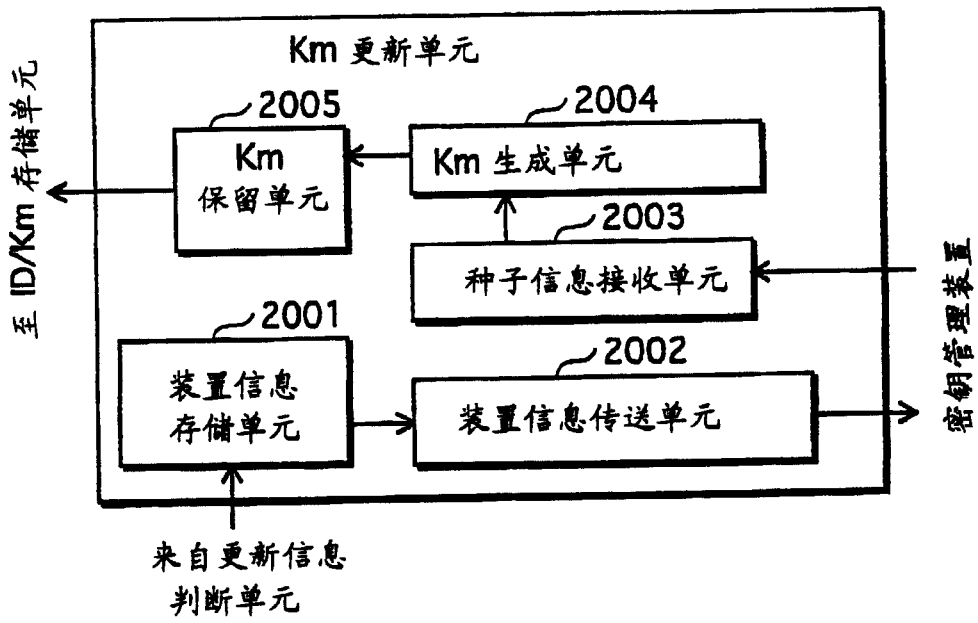 Km 更新单元
2005
2004
Km
保留单元
Km 生成单元
2003
种子信息接收单元
2001
2002
装置信息
存储单元
装置信息传送单元
来自更新信息
判断单元
至 ID/Km 存储单元
密钥管理装置